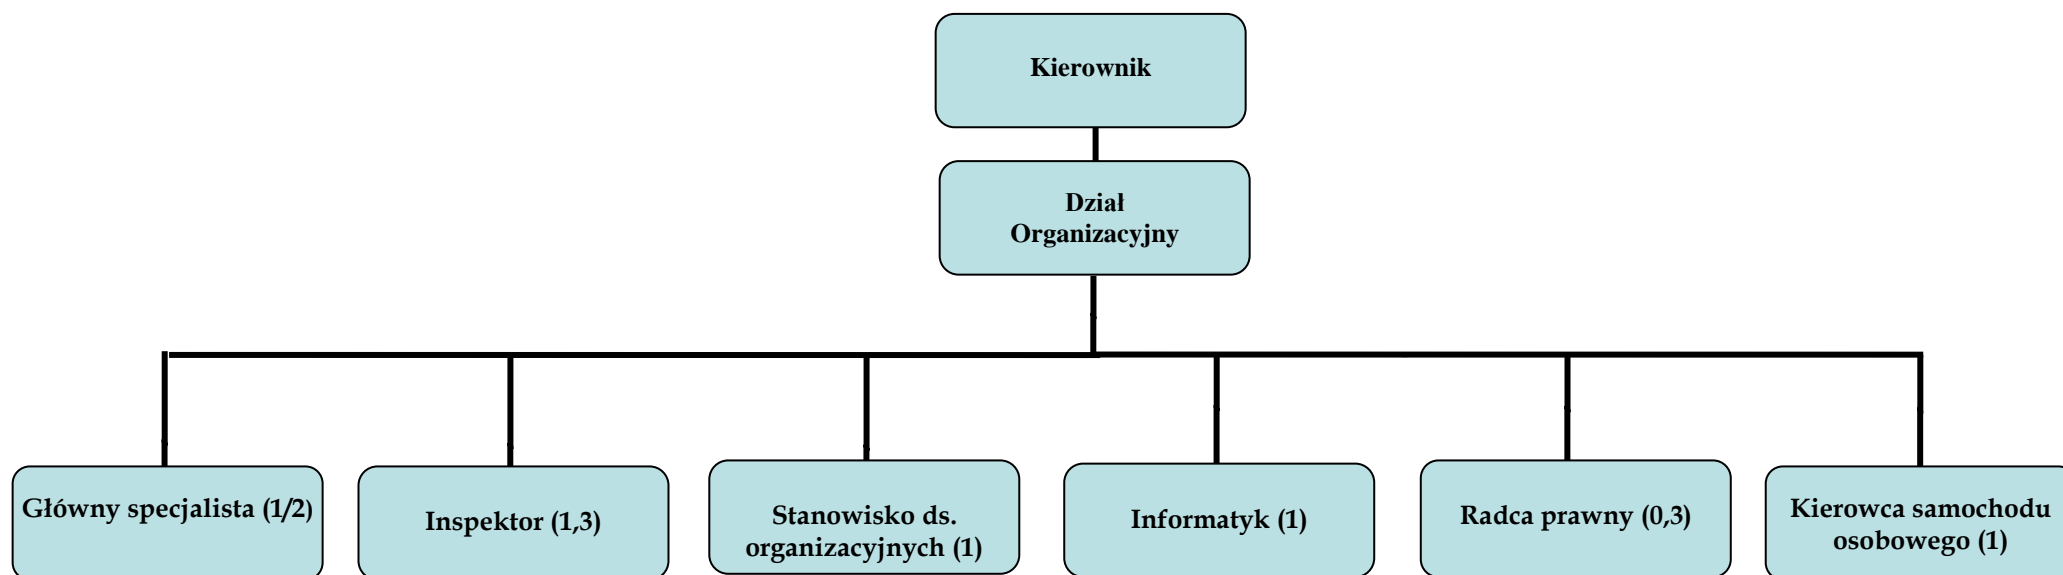 Kierownik
Dział
Organizacyjny
Główny specjalista (1/2)
Inspektor (1,3)
Stanowisko ds.
organizacyjnych (1)
Informatyk (1)
Radca prawny (0,3)
Kierowca samochodu
osobowego (1)